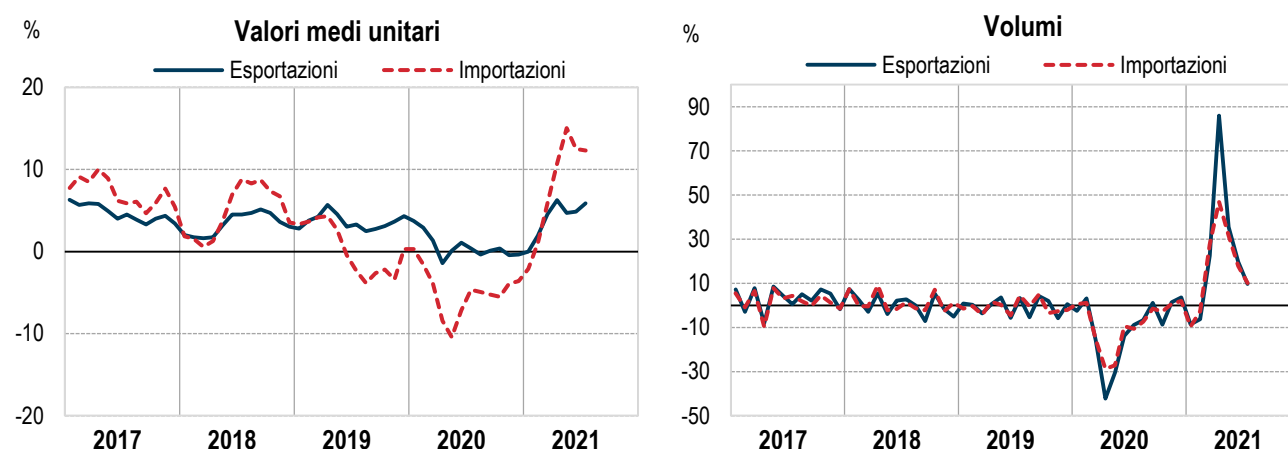 Valori medi unitari
%
Esportazioni Importazioni
20
10
0
-10
-20
2017 2018 2019 2020 2021
Volumi
%
Esportazioni Importazioni
90
70
50
30
10
-10
-30
-50
2017 2018 2019 2020 2021